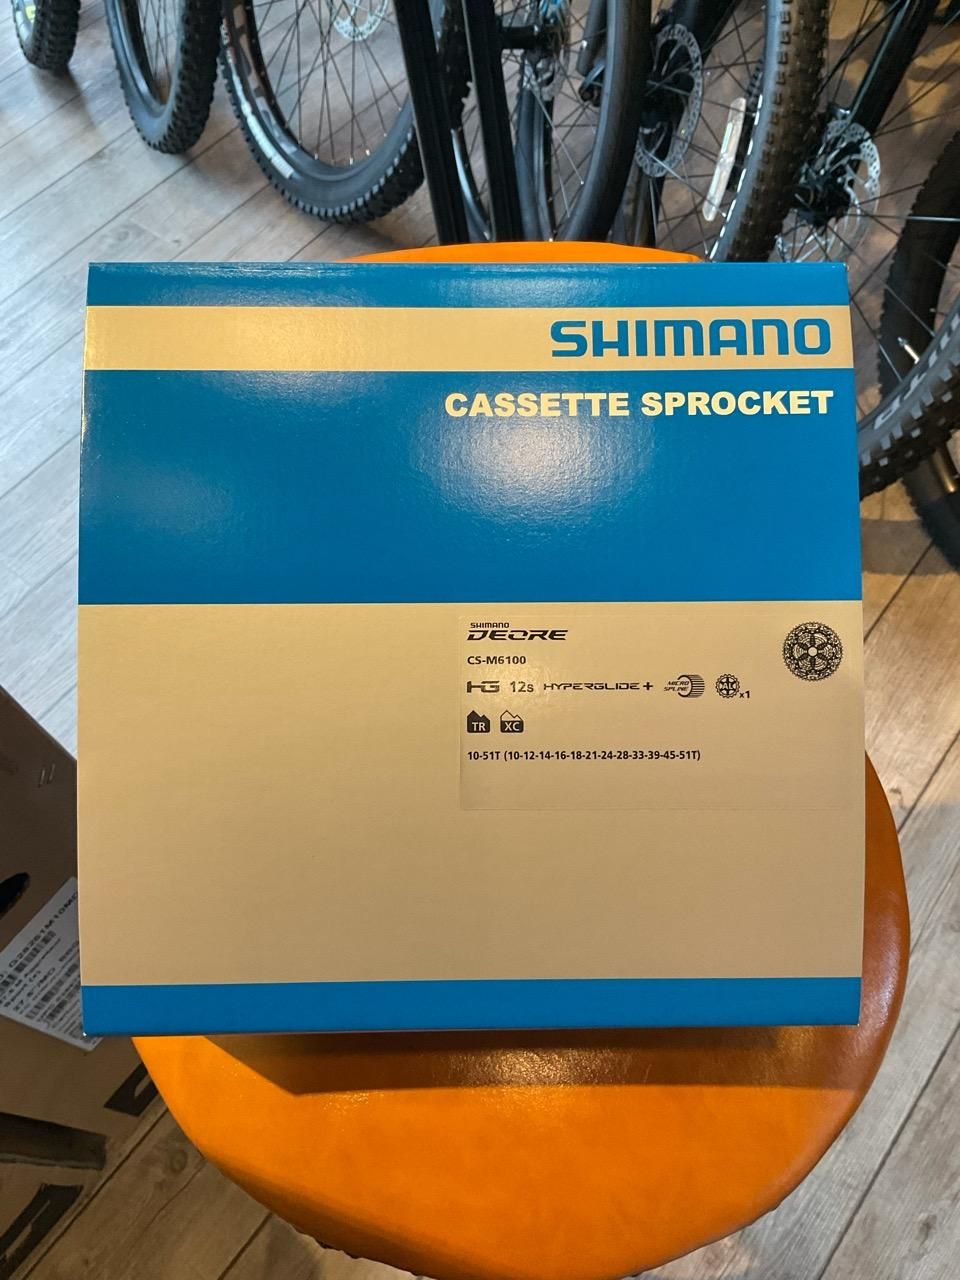 SHIMANO
CASSETTE SPROCKET
SHIMANO
DEORE
CS-M6100
HG 12s HYPERGLIDE+ MICRO SPLINE x1
TR XC
10-51T (10-12-14-16-18-21-24-28-33-39-45-51T)